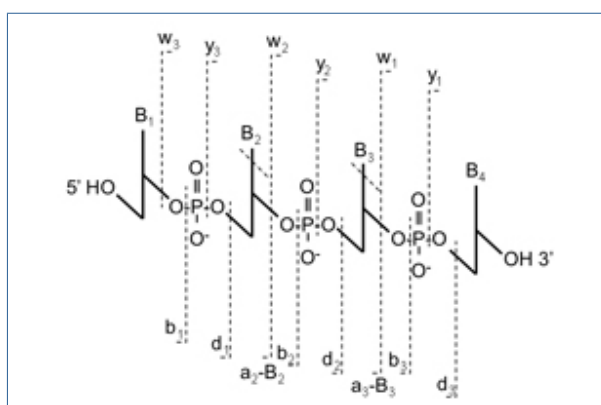 w3 w2 w1
y3 y2 y1
B1 B2 B3 B4
5' HO O O P O O- O O P O O- O O P O O- OH 3'
b1 d1 a2-B2 b2 d2 a3-B3 b3 d3